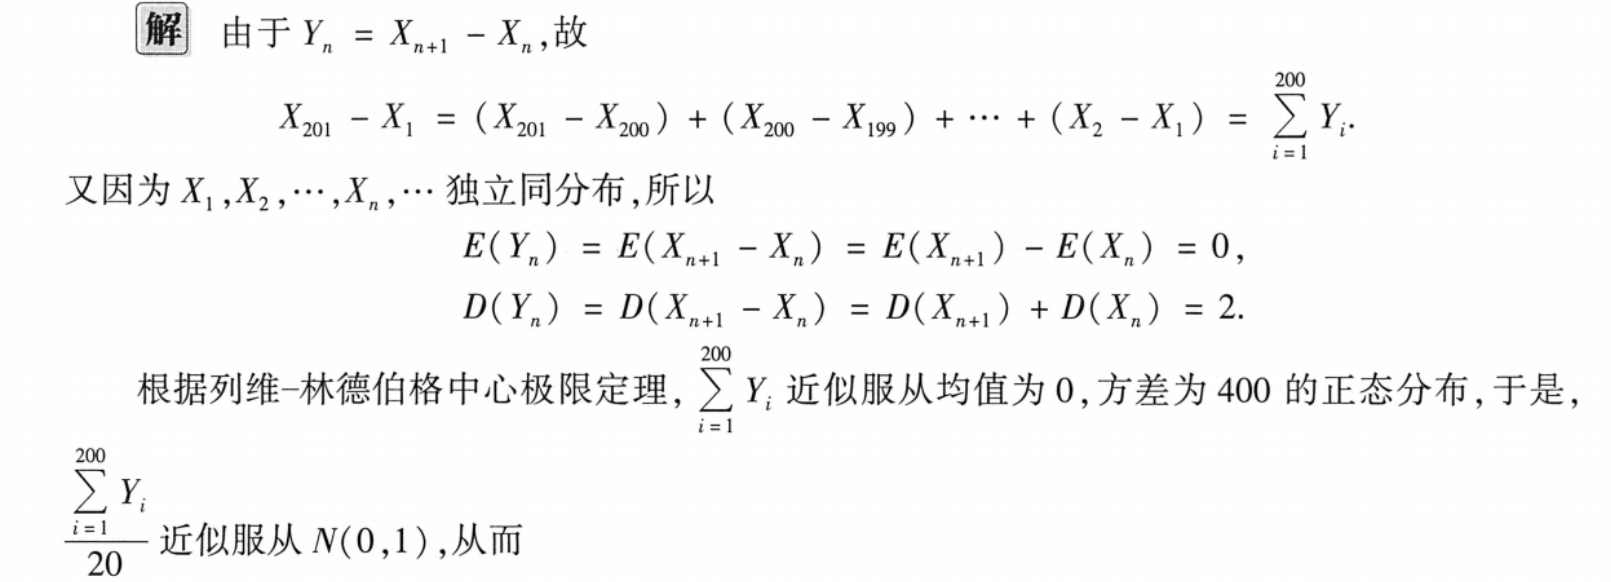 解 由于 Y_n = X_{n+1} - X_n,故
X_{201} - X_1 = (X_{201} - X_{200}) + (X_{200} - X_{199}) + ⋯ + (X_2 - X_1) = \sum_{i=1}^{200} Y_i.
又因为 X_1,X_2,⋯,X_n,⋯ 独立同分布,所以
E(Y_n) = E(X_{n+1} - X_n) = E(X_{n+1}) - E(X_n) = 0,
D(Y_n) = D(X_{n+1} - X_n) = D(X_{n+1}) + D(X_n) = 2.
根据列维-林德伯格中心极限定理, \sum_{i=1}^{200} Y_i 近似服从均值为 0,方差为 400 的正态分布,于是,
\frac{\sum_{i=1}^{200} Y_i}{20} 近似服从 N(0,1),从而